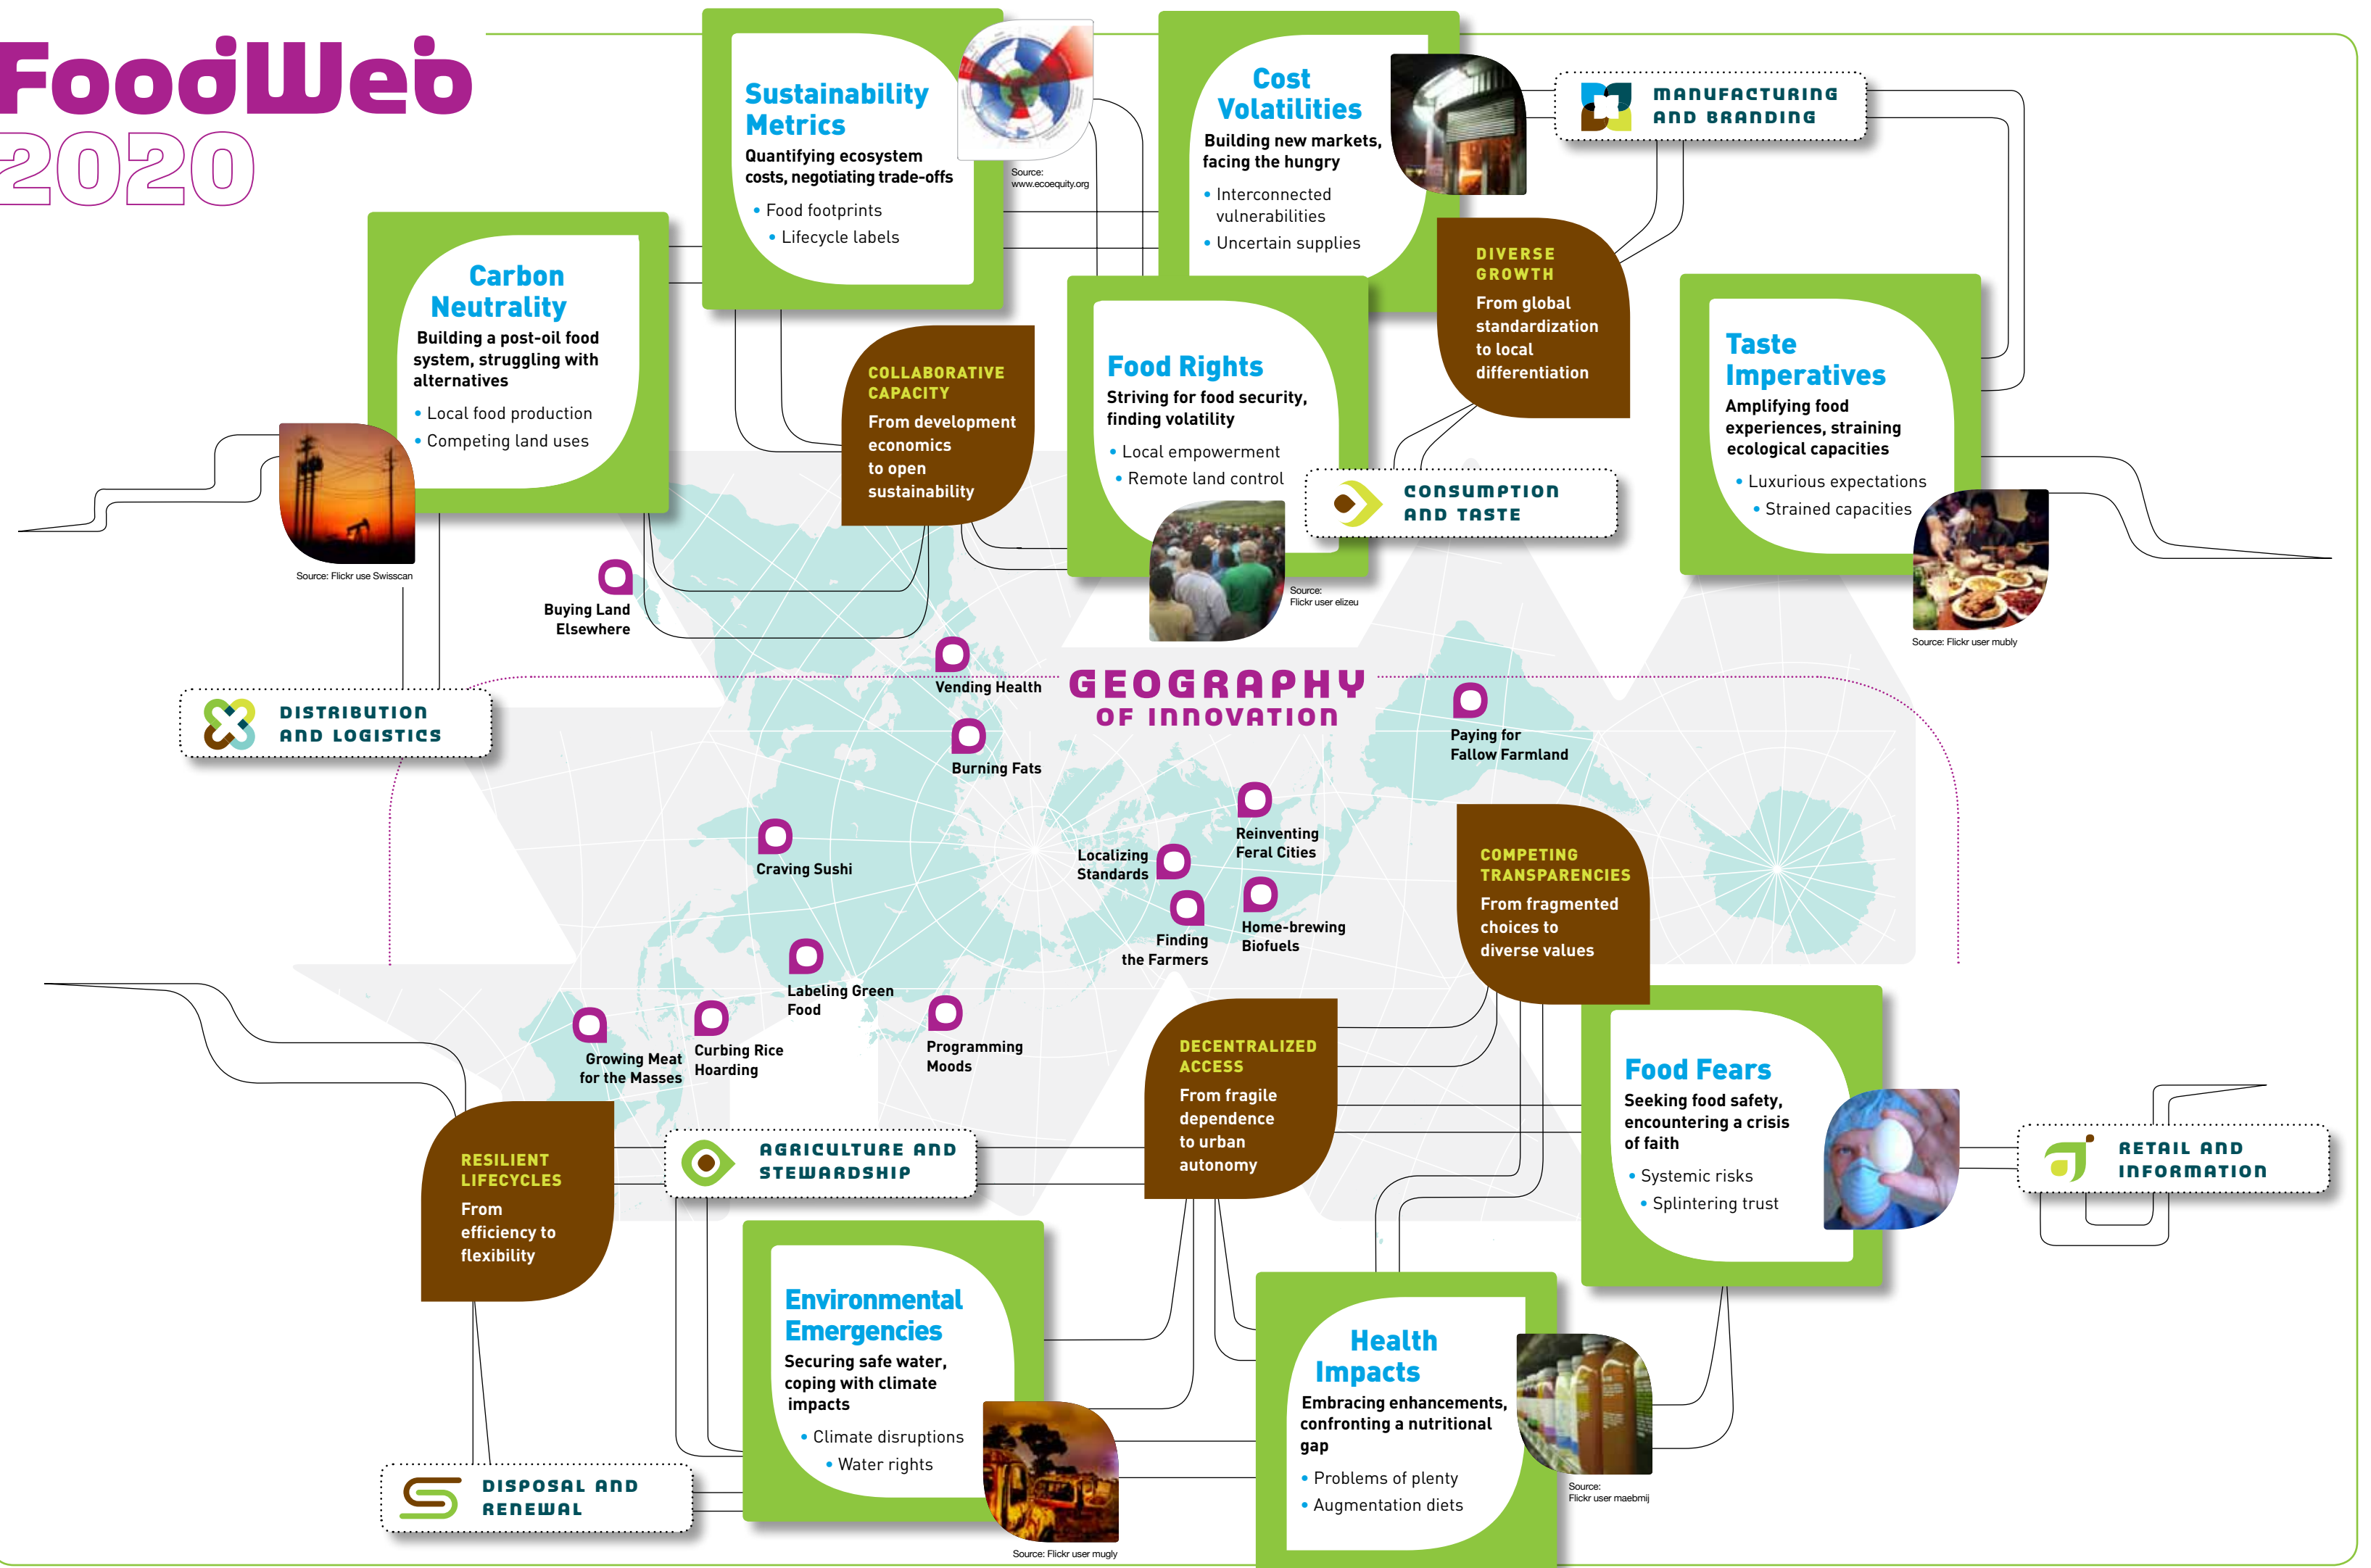 FoodWeb
2020
Sustainability
Metrics
Quantifying ecosystem
costs, negotiating trade-offs
• Food footprints
• Lifecycle labels
Source:
www.ecoequity.org
Cost
Volatilities
Building new markets,
facing the hungry
• Interconnected
vulnerabilities
• Uncertain supplies
MANUFACTURING
AND BRANDING
Carbon
Neutrality
Building a post-oil food
system, struggling with
alternatives
• Local food production
• Competing land uses
Source: Flickr use Swisscan
COLLABORATIVE
CAPACITY
From development
economics
to open
sustainability
Food Rights
Striving for food security,
finding volatility
• Local empowerment
• Remote land control
Source:
Flickr user elizeu
DIVERSE
GROWTH
From global
standardization
to local
differentiation
CONSUMPTION
AND TASTE
Taste
Imperatives
Amplifying food
experiences, straining
ecological capacities
• Luxurious expectations
• Strained capacities
Source: Flickr user mubly
Buying Land
Elsewhere
DISTRIBUTION
AND LOGISTICS
GEOGRAPHY
OF INNOVATION
Vending Health
Burning Fats
Paying for
Fallow Farmland
Craving Sushi
Reinventing
Feral Cities
Localizing
Standards
Finding
the Farmers
Home-brewing
Biofuels
Labeling Green
Food
Growing Meat
for the Masses
Curbing Rice
Hoarding
Programming
Moods
COMPETING
TRANSPARENCIES
From fragmented
choices to
diverse values
DECENTRALIZED
ACCESS
From fragile
dependence
to urban
autonomy
Food Fears
Seeking food safety,
encountering a crisis
of faith
• Systemic risks
• Splintering trust
RETAIL AND
INFORMATION
RESILIENT
LIFECYCLES
From
efficiency to
flexibility
AGRICULTURE AND
STEWARDSHIP
Environmental
Emergencies
Securing safe water,
coping with climate
impacts
• Climate disruptions
• Water rights
Source: Flickr user mugly
Health
Impacts
Embracing enhancements,
confronting a nutritional
gap
• Problems of plenty
• Augmentation diets
Source:
Flickr user maebmij
DISPOSAL AND
RENEWAL